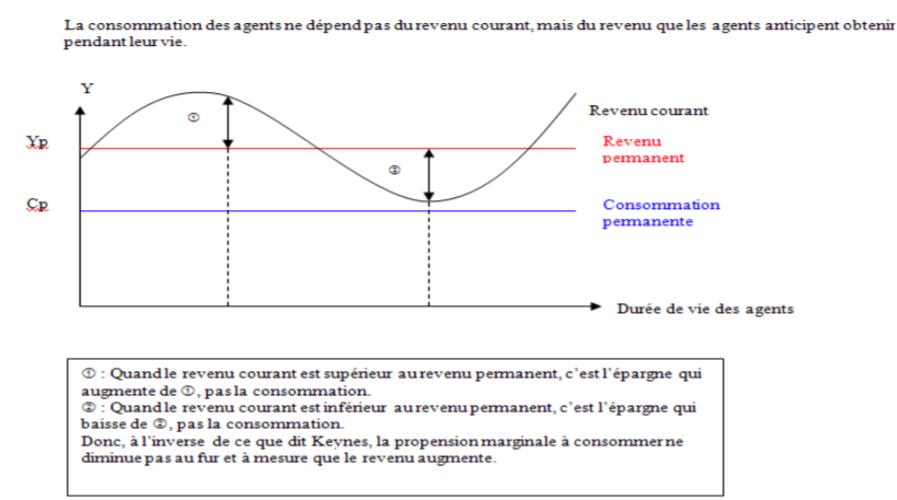 La consommation des agents ne dépend pas du revenu courant, mais du revenu que les agents anticipent obtenir
pendant leur vie.
Y
①
Revenu courant
Yp
Revenu
permanent
②
Cp
Consommation
permanente
Durée de vie des agents
① : Quand le revenu courant est supérieur au revenu permanent, c’est l’épargne qui
augmente de ①, pas la consommation.
② : Quand le revenu courant est inférieur au revenu permanent, c’est l’épargne qui
baisse de ②, pas la consommation.
Donc, à l’inverse de ce que dit Keynes, la propension marginale à consommer ne
diminue pas au fur et à mesure que le revenu augmente.